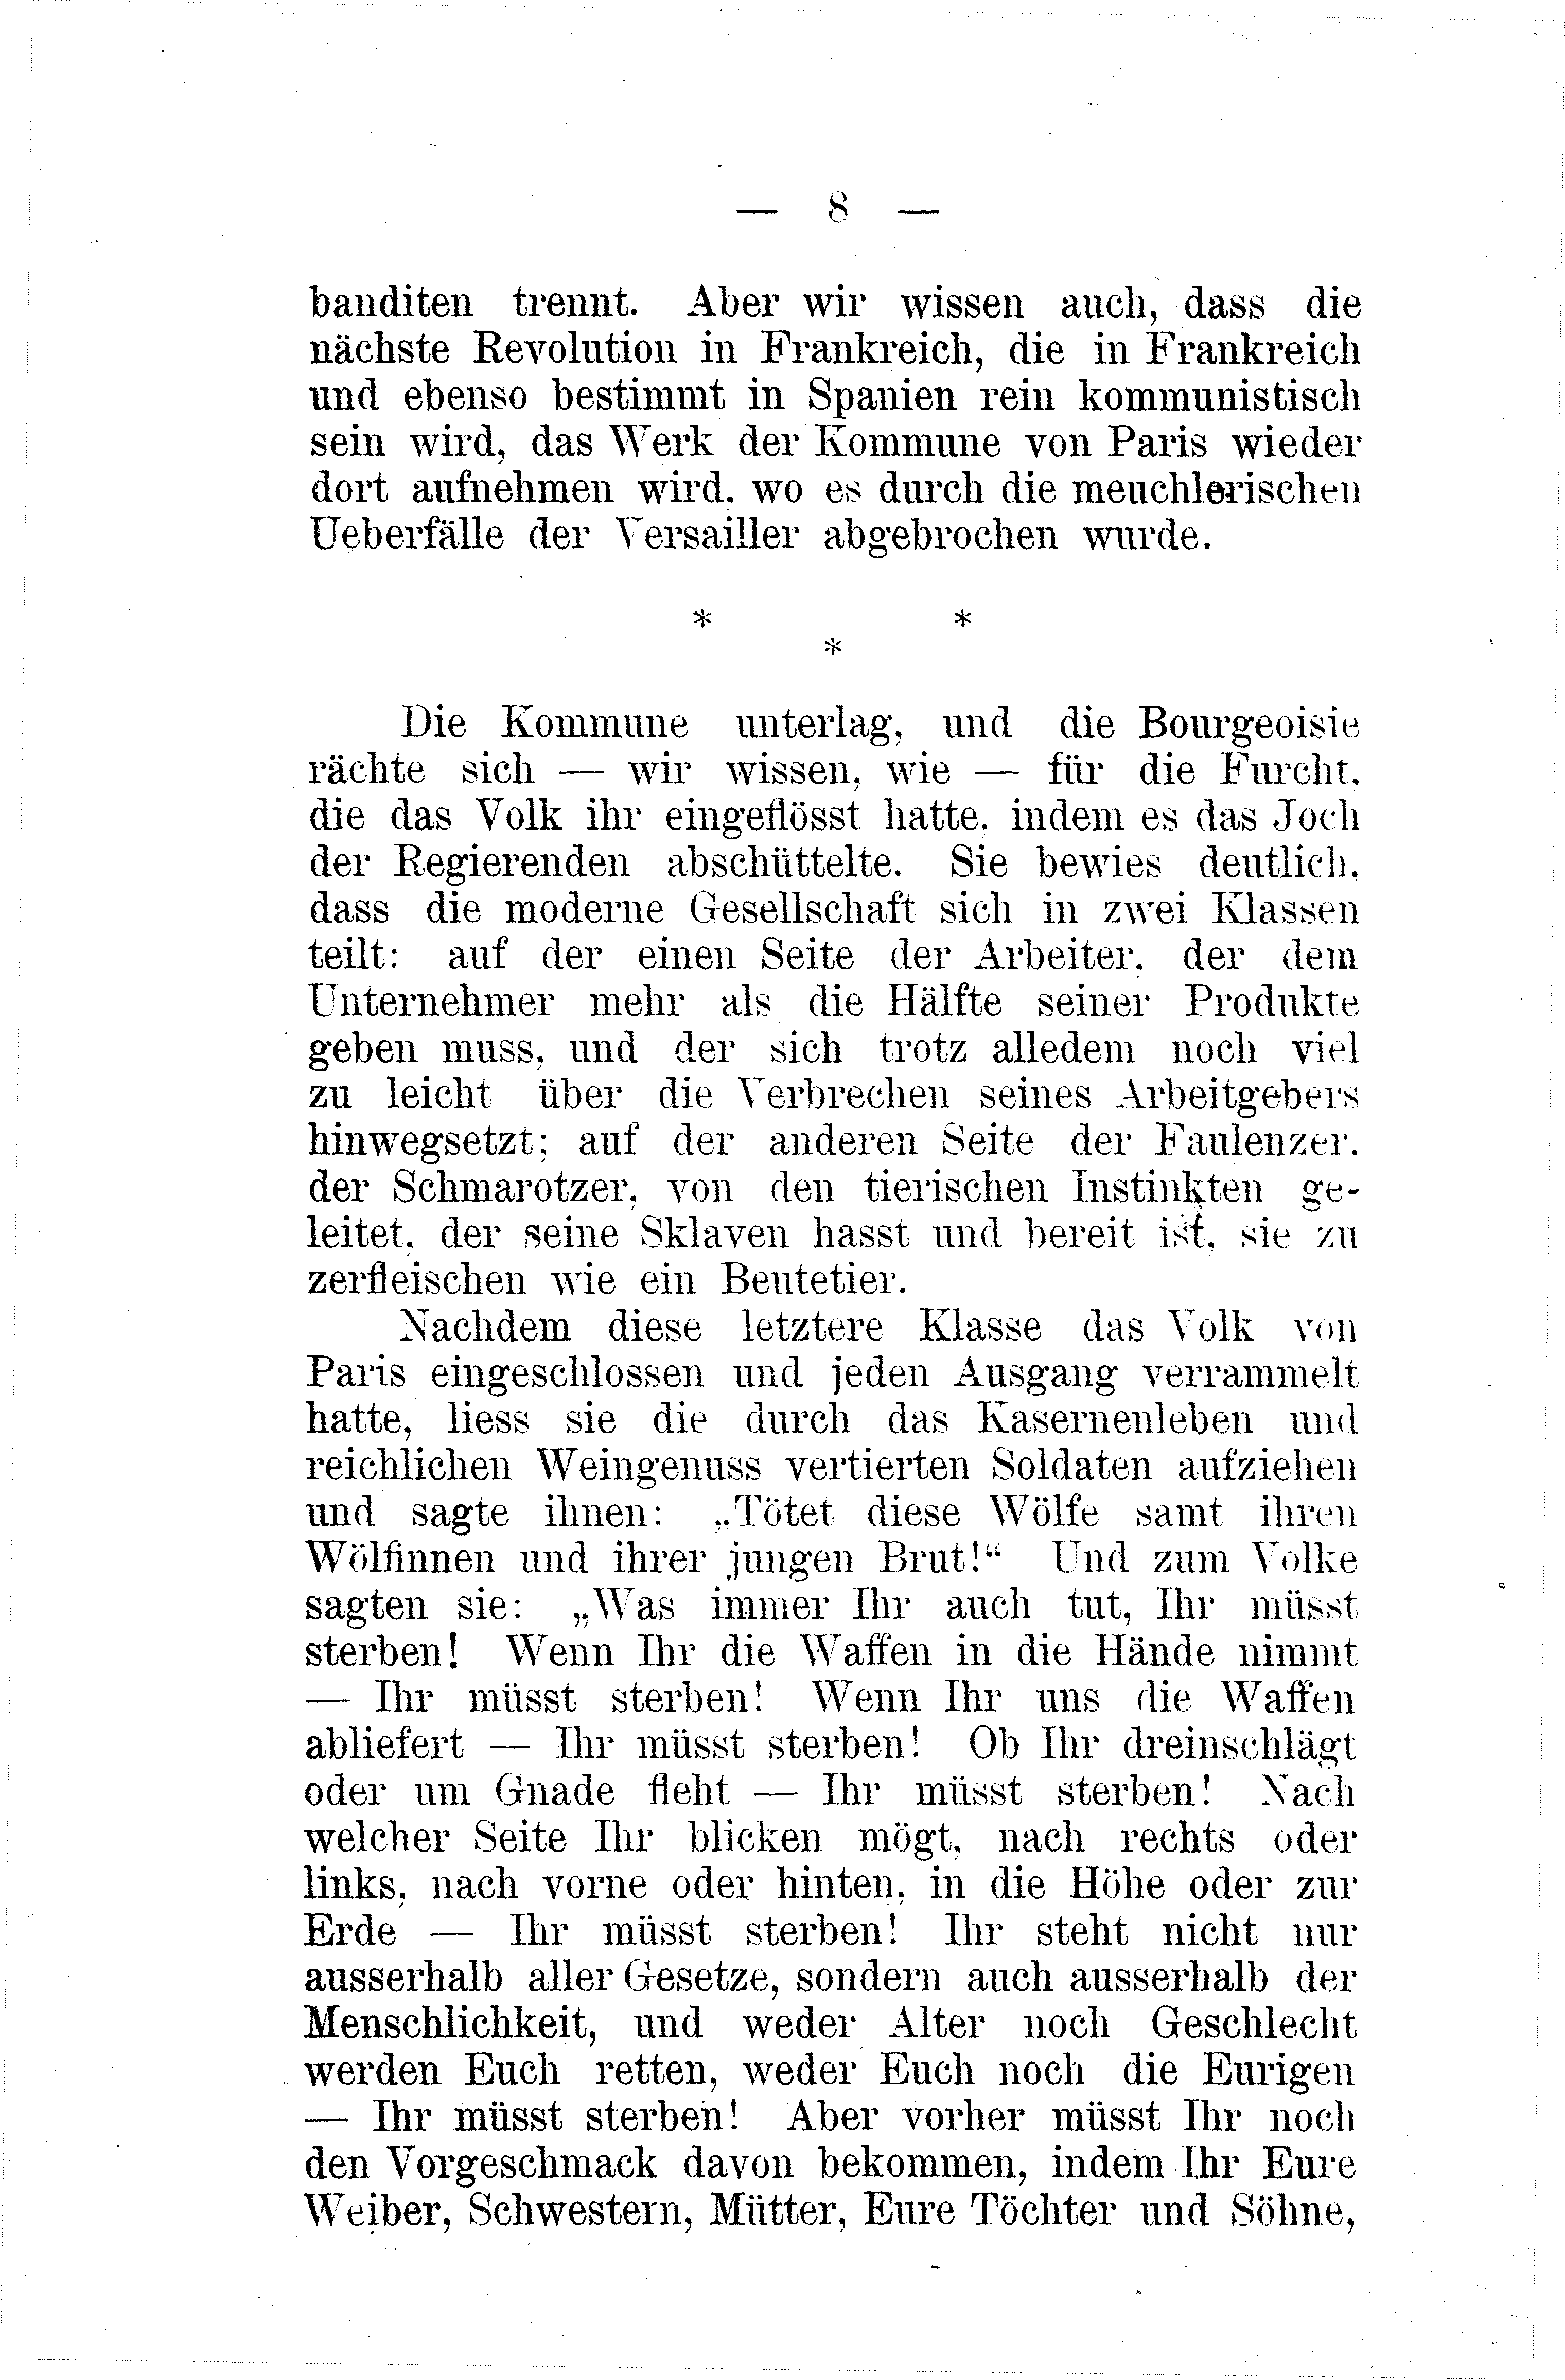 — 8 —
banditen trennt. Aber wir wissen auch, dass die
nächste Revolution in Frankreich, die in Frankreich
und ebenso bestimmt in Spanien rein kommunistisch
sein wird, das Werk der Kommune von Paris wieder
dort aufnehmen wird, wo es durch die meuchlerischen
Ueberfälle der Versailler abgebrochen wurde.
* *
*
Die Kommune unterlag, und die Bourgeoisie
rächte sich — wir wissen, wie — für die Furcht,
die das Volk ihr eingeflösst hatte, indem es das Joch
der Regierenden abschüttelte. Sie bewies deutlich,
dass die moderne Gesellschaft sich in zwei Klassen
teilt: auf der einen Seite der Arbeiter, der dem
Unternehmer mehr als die Hälfte seiner Produkte
geben muss, und der sich trotz alledem noch viel
zu leicht über die Verbrechen seines Arbeitgebers
hinwegsetzt; auf der anderen Seite der Faulenzer,
der Schmarotzer, von den tierischen Instinkten ge-
leitet, der seine Sklaven hasst und bereit ist, sie zu
zerfleischen wie ein Beutetier.
Nachdem diese letztere Klasse das Volk von
Paris eingeschlossen und jeden Ausgang verrammelt
hatte, liess sie die durch das Kasernenleben und
reichlichen Weingenuss vertierten Soldaten aufziehen
und sagte ihnen: „Tötet diese Wölfe samt ihren
Wölfinnen und ihrer jungen Brut!“ Und zum Volke
sagten sie: „Was immer Ihr auch tut, Ihr müsst
sterben! Wenn Ihr die Waffen in die Hände nimmt
— Ihr müsst sterben! Wenn Ihr uns die Waffen
abliefert — Ihr müsst sterben! Ob Ihr dreinschlägt
oder um Gnade fleht — Ihr müsst sterben! Nach
welcher Seite Ihr blicken mögt, nach rechts oder
links, nach vorne oder hinten, in die Höhe oder zur
Erde — Ihr müsst sterben! Ihr steht nicht nur
ausserhalb aller Gesetze, sondern auch ausserhalb der
Menschlichkeit, und weder Alter noch Geschlecht
werden Euch retten, weder Euch noch die Eurigen
— Ihr müsst sterben! Aber vorher müsst Ihr noch
den Vorgeschmack davon bekommen, indem Ihr Eure
Weiber, Schwestern, Mütter, Eure Töchter und Söhne,